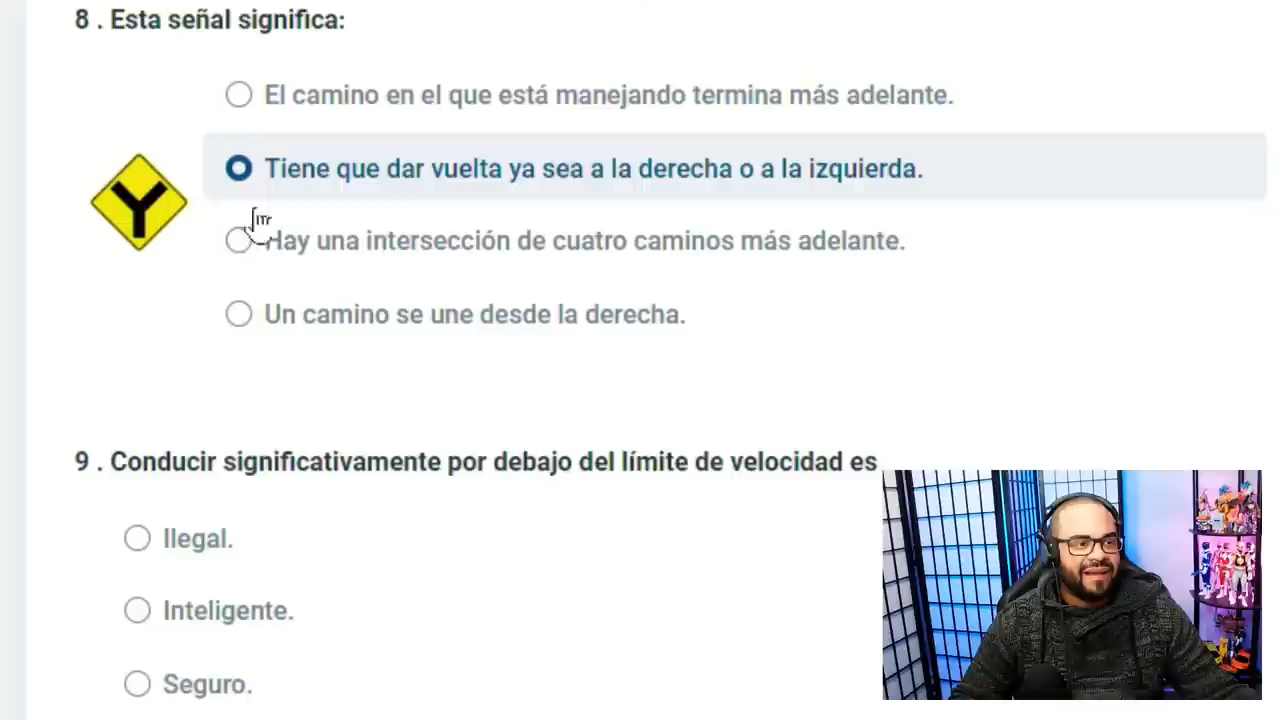 8 . Esta señal significa:
El camino en el que está manejando termina más adelante.
Tiene que dar vuelta ya sea a la derecha o a la izquierda.
Hay una intersección de cuatro caminos más adelante.
Un camino se une desde la derecha.
9 . Conducir significativamente por debajo del límite de velocidad es
Ilegal.
Inteligente.
Seguro.